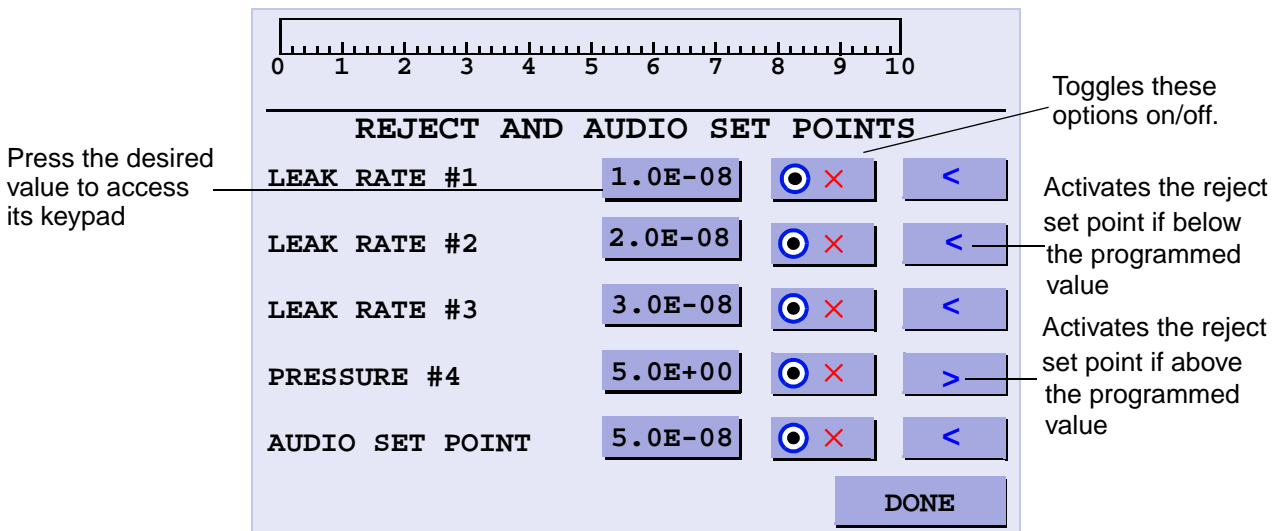 0 1 2 3 4 5 6 7 8 9 10
REJECT AND AUDIO SET POINTS
LEAK RATE #1 1.0E-08 × <
LEAK RATE #2 2.0E-08 × <
LEAK RATE #3 3.0E-08 × <
PRESSURE #4 5.0E+00 × >
AUDIO SET POINT 5.0E-08 × <
DONE
Press the desired
value to access
its keypad
Toggles these
options on/off.
Activates the reject
set point if below
the programmed
value
Activates the reject
set point if above
the programmed
value